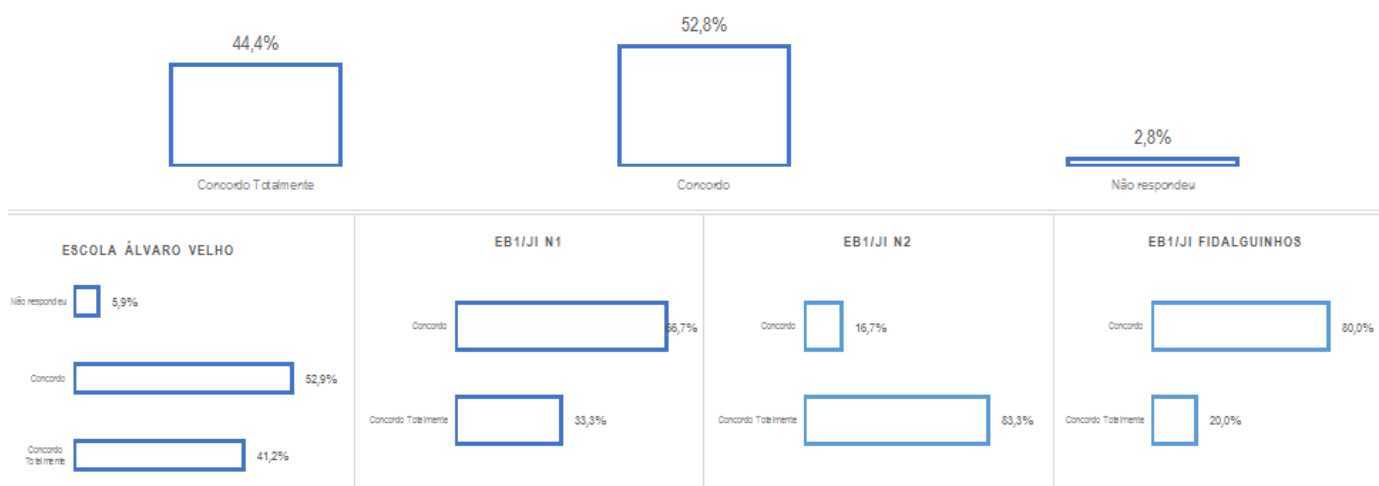 44,4%
52,8%
2,8%
Concordo Totalmente
Concordo
Não respondeu
ESCOLA ÁLVARO VELHO
Não respondeu
5,9%
Concordo
52,9%
Concordo
Totalmente
41,2%
EB1/JI N1
Concordo
66,7%
Concordo Totalmente
33,3%
EB1/JI N2
Concordo
16,7%
Concordo Totalmente
83,3%
EB1/JI FIDALGUINHOS
Concordo
80,0%
Concordo Totalmente
20,0%